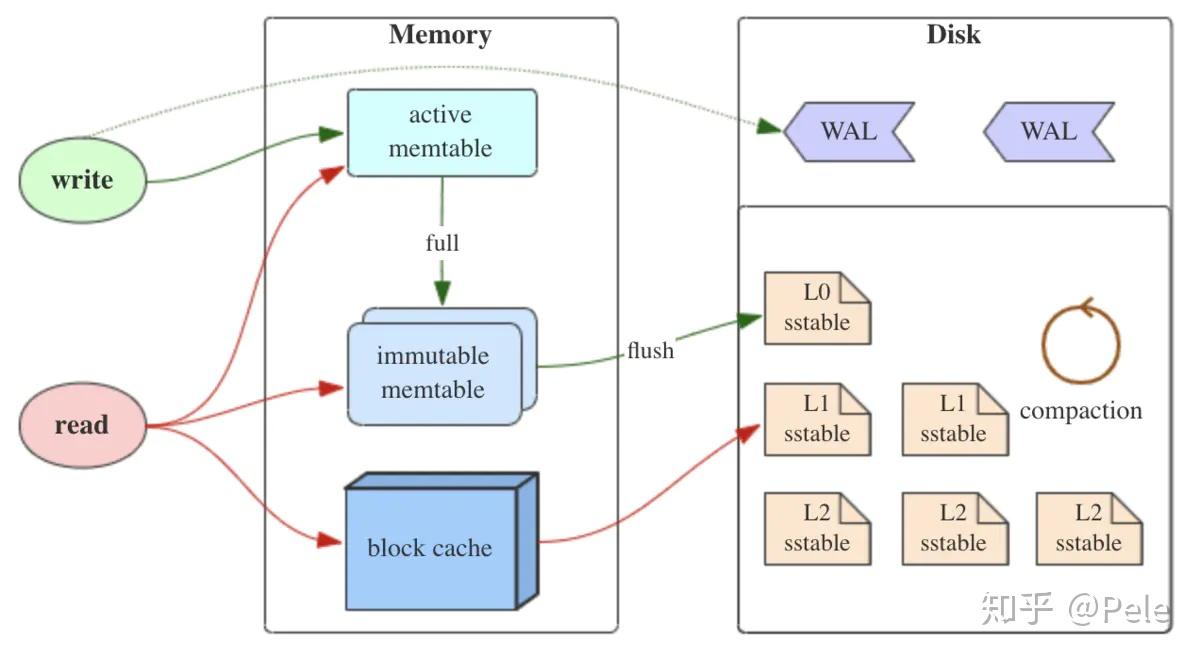 Memory
Disk
active
memtable
WAL
WAL
write
full
L0
sstable
immutable
memtable
flush
L1
sstable
L1
sstable
compaction
read
block cache
L2
sstable
L2
sstable
L2
sstable
知乎 @Pele